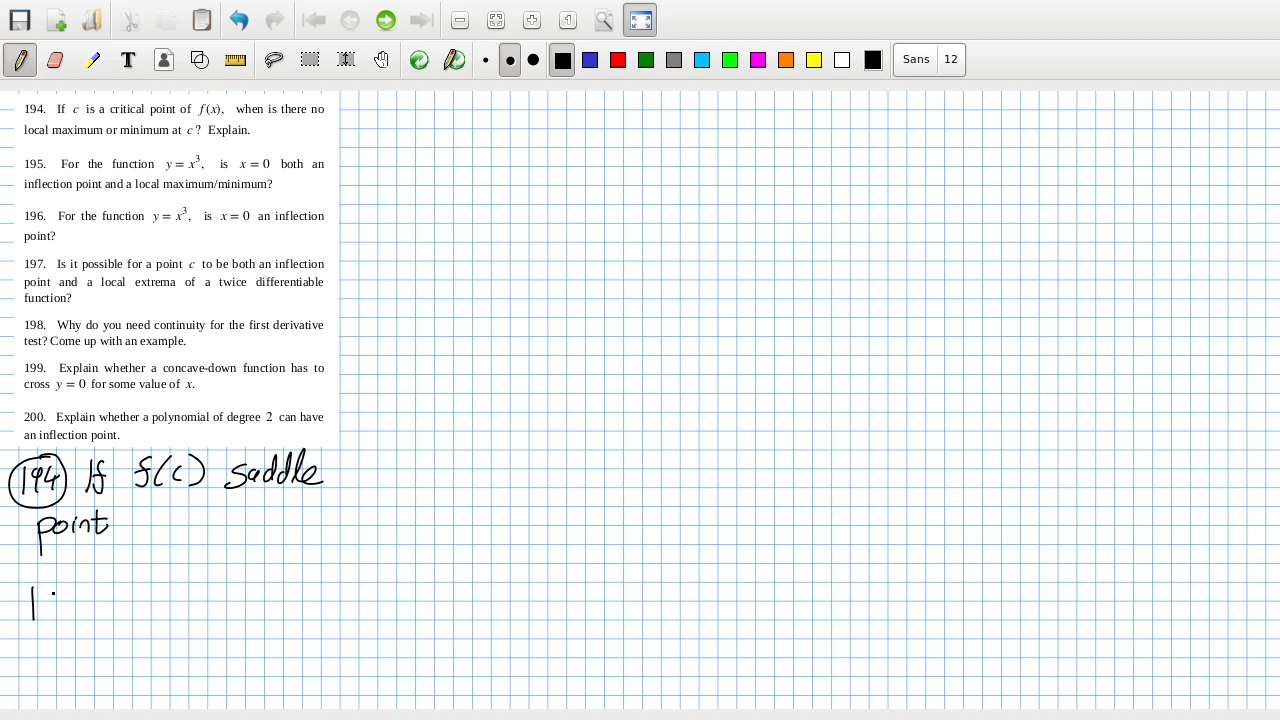 Sans 12
194. If c is a critical point of f(x), when is there no
local maximum or minimum at c? Explain.
195. For the function y = x³, is x = 0 both an
inflection point and a local maximum/minimum?
196. For the function y = x³, is x = 0 an inflection
point?
197. Is it possible for a point c to be both an inflection
point and a local extrema of a twice differentiable
function?
198. Why do you need continuity for the first derivative
test? Come up with an example.
199. Explain whether a concave-down function has to
cross y = 0 for some value of x.
200. Explain whether a polynomial of degree 2 can have
an inflection point.
194 If f(c) saddle
point